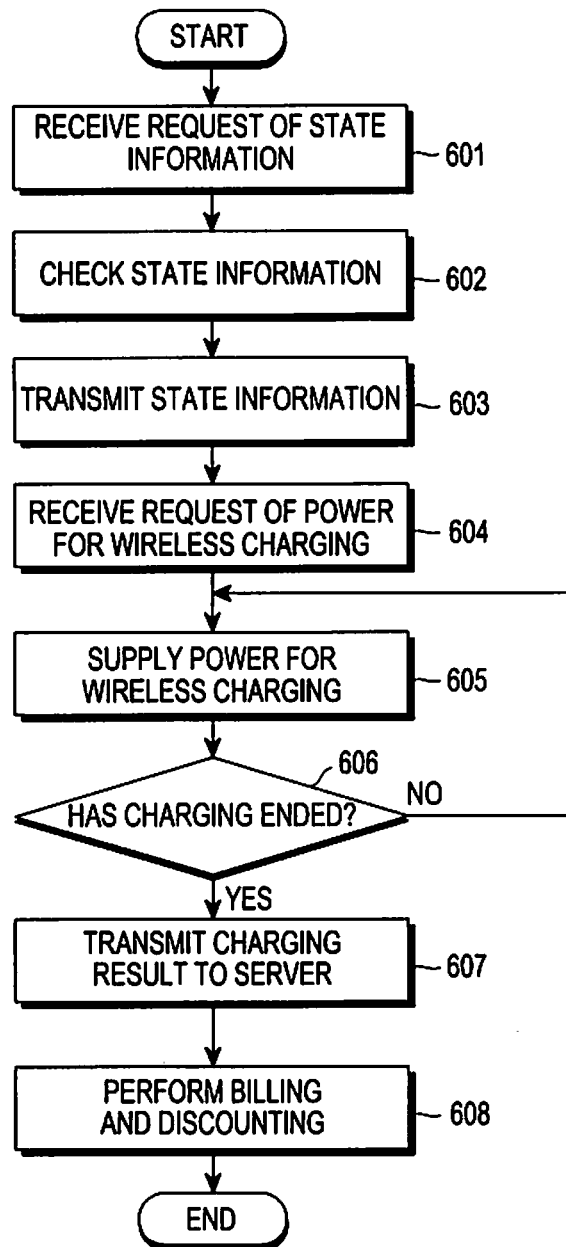 START
RECEIVE REQUEST OF STATE
INFORMATION
601
CHECK STATE INFORMATION
602
TRANSMIT STATE INFORMATION
603
RECEIVE REQUEST OF POWER
FOR WIRELESS CHARGING
604
SUPPLY POWER FOR
WIRELESS CHARGING
605
606
HAS CHARGING ENDED?
NO
YES
TRANSMIT CHARGING
RESULT TO SERVER
607
PERFORM BILLING
AND DISCOUNTING
608
END